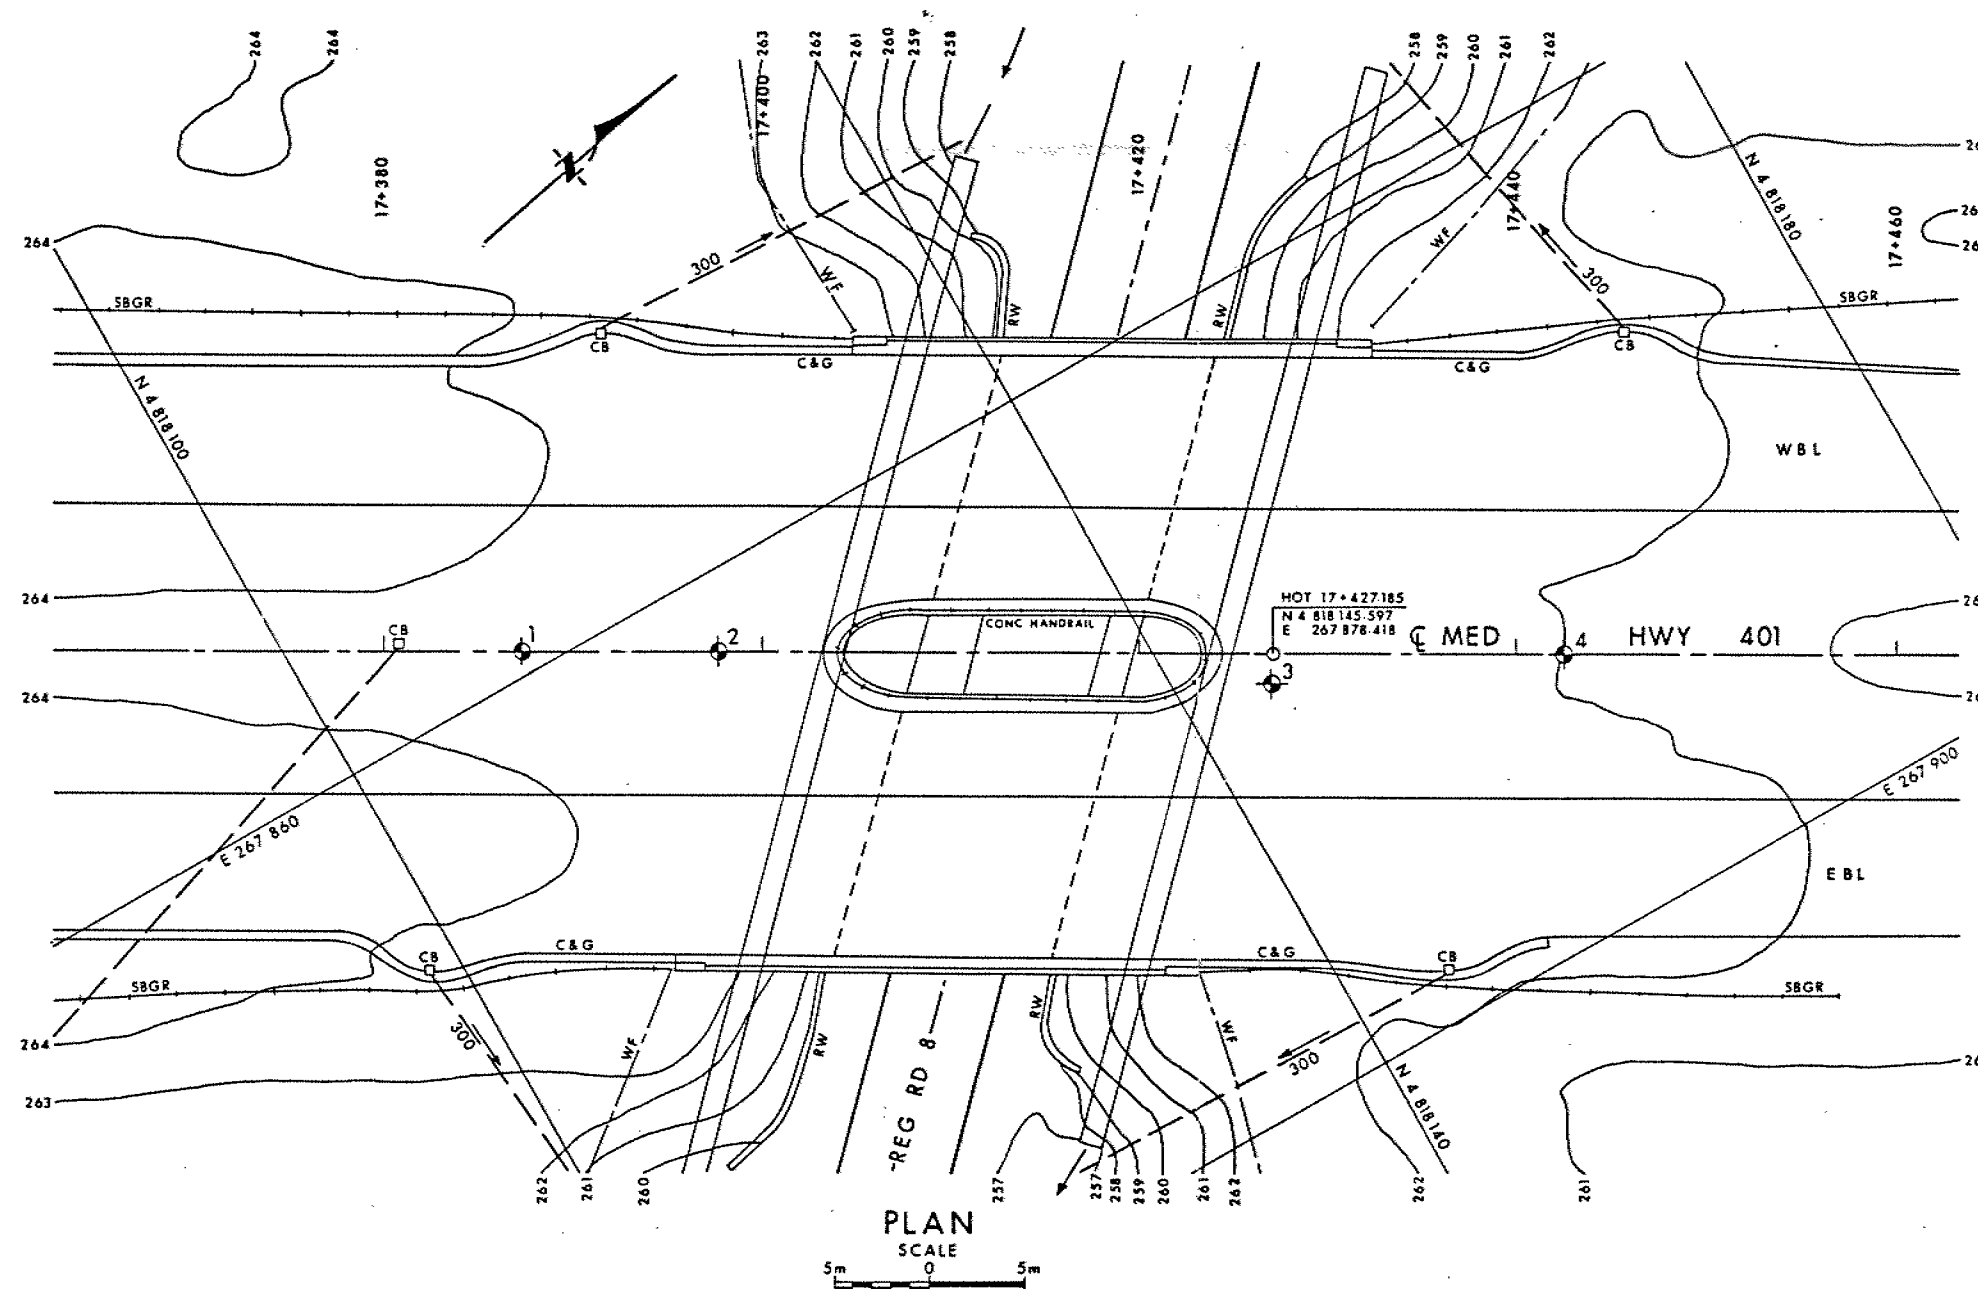 264
264
263
262
261
260
259
258
258
259
260
261
262
17+380
17+400
17+420
17+440
17+460
N
N 4 818 180
264
300
WF
RW
RW
WF
300
SBGR
SBGR
CB
C&G
C&G
CB
N 4 818 100
WBL
264
CB
1
2
CONC HANDRAIL
HOT 17+427.185
N 4 818 145.597
E 267 878.418
3
℄ MED
4
HWY 401
264
E 267 860
E 267 900
EBL
C&G
C&G
CB
CB
SBGR
SBGR
264
300
WF
RW
REG RD 8
RW
WF
300
N 4 818 140
263
262
261
260
257
257
258
259
260
261
262
262
261
PLAN
SCALE
5m 0 5m